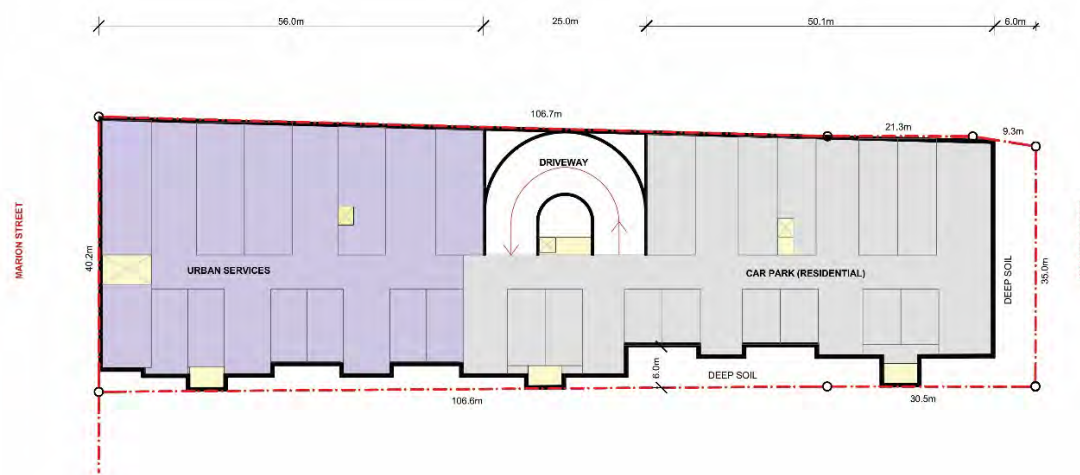 56.0m
25.0m
50.1m
6.0m
106.7m
21.3m
9.3m
DRIVEWAY
MARION STREET
40.2m
URBAN SERVICES
CAR PARK (RESIDENTIAL)
DEEP SOIL
35.0m
6.0m
DEEP SOIL
106.6m
30.5m